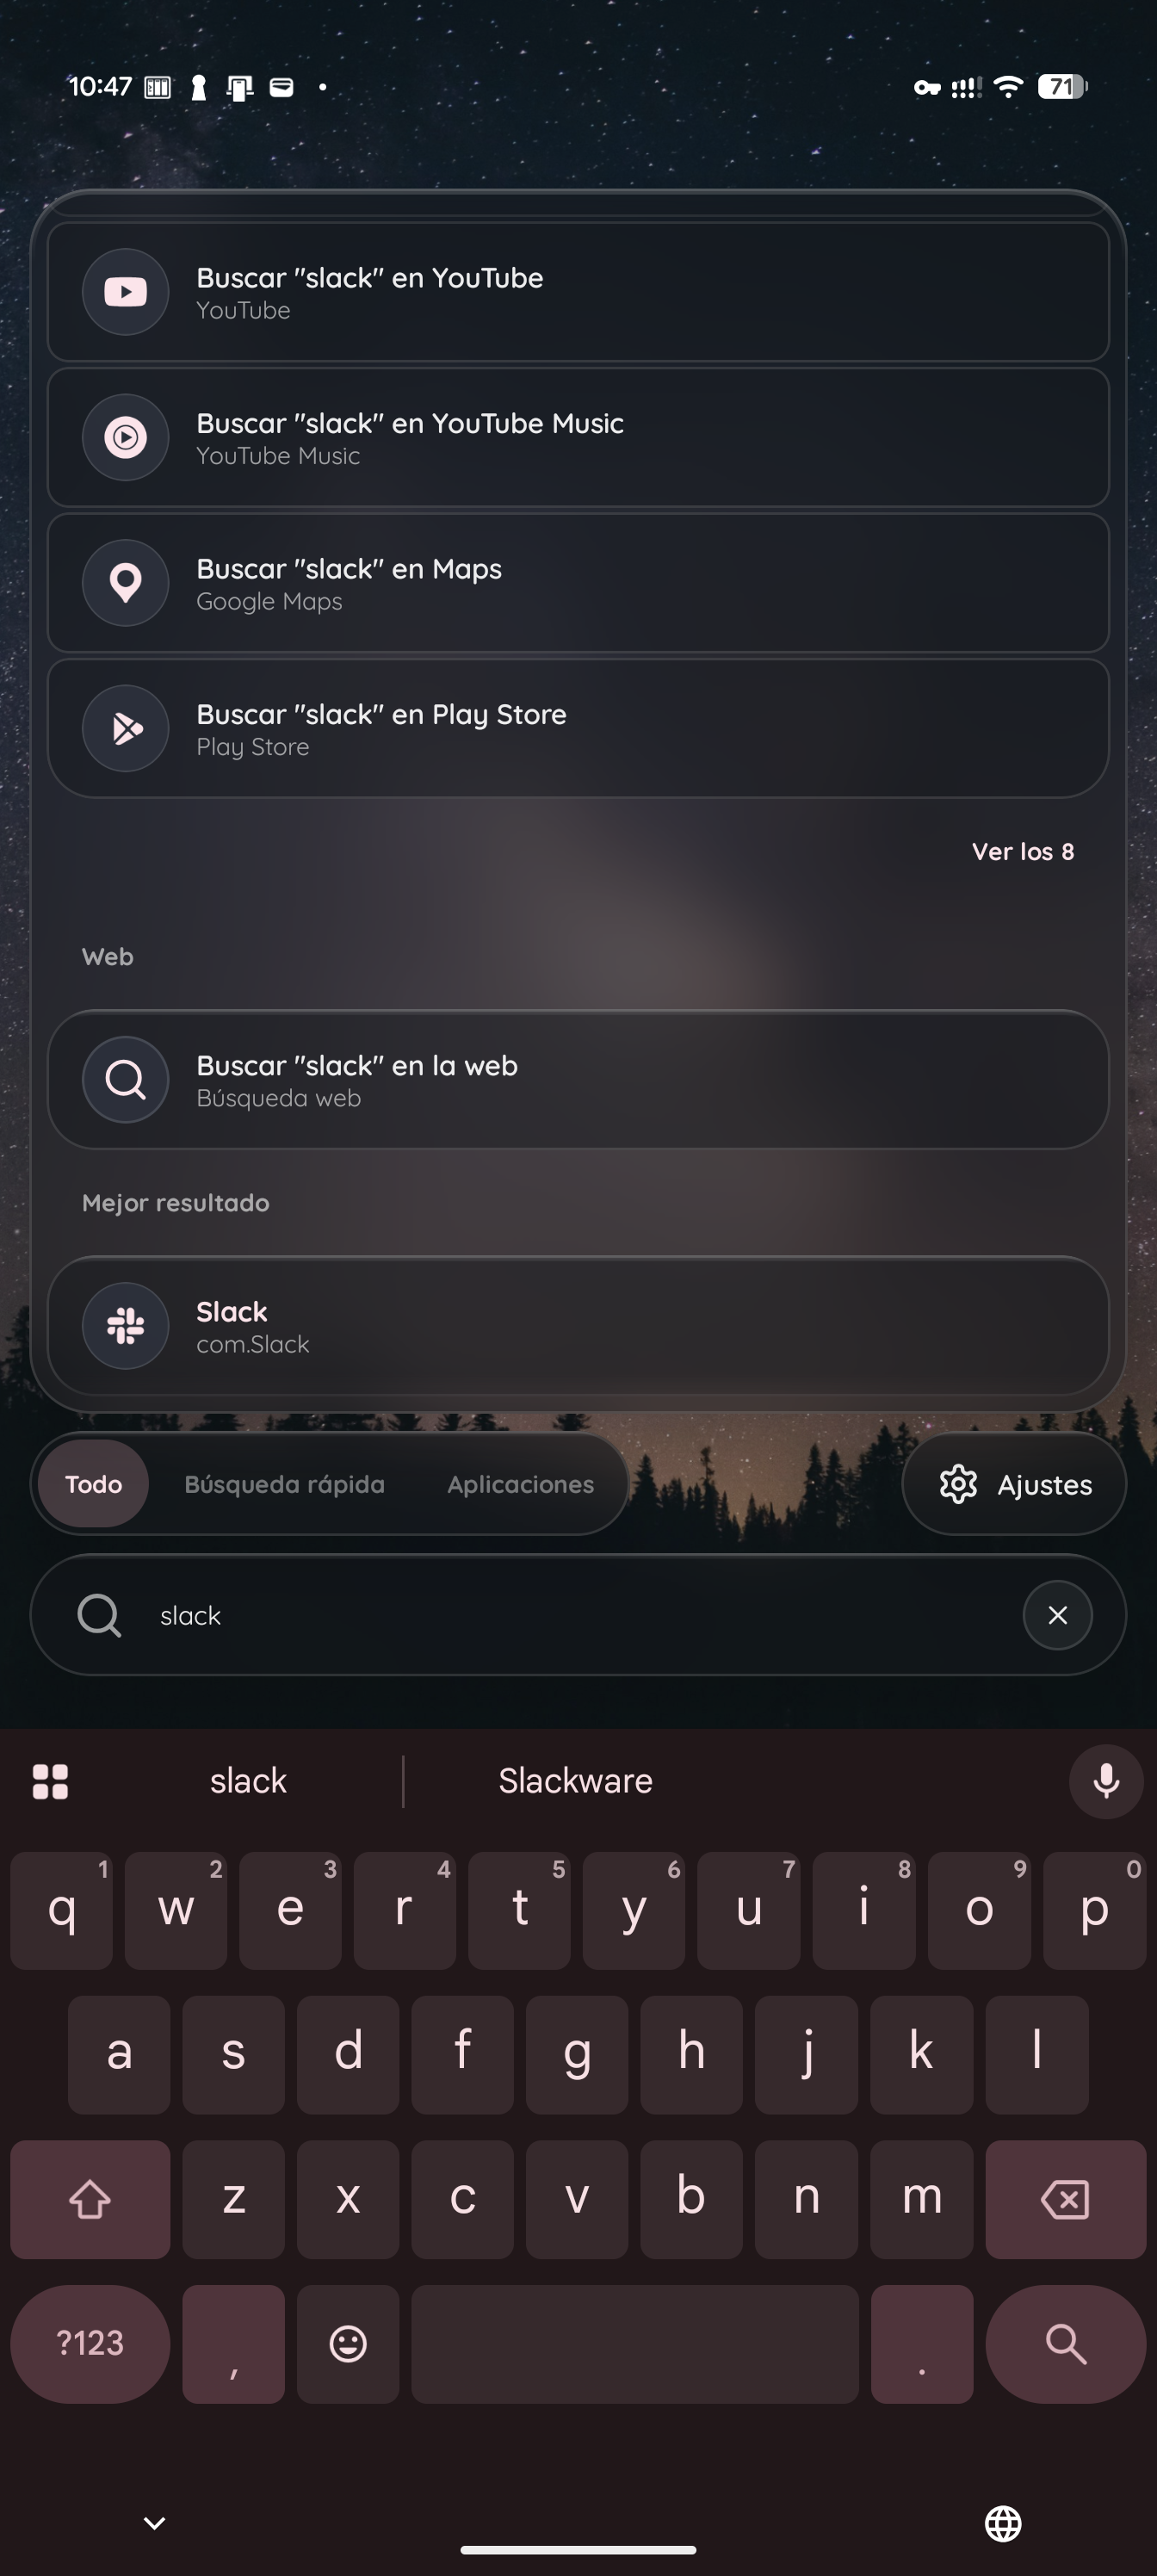 10:47
71
Buscar "slack" en YouTube
YouTube
Buscar "slack" en YouTube Music
YouTube Music
Buscar "slack" en Maps
Google Maps
Buscar "slack" en Play Store
Play Store
Ver los 8
Web
Buscar "slack" en la web
Búsqueda web
Mejor resultado
Slack
com.Slack
Todo Búsqueda rápida Aplicaciones Ajustes
slack
slack Slackware
1 2 3 4 5 6 7 8 9 0
q w e r t y u i o p
a s d f g h j k l
z x c v b n m
?123 , .